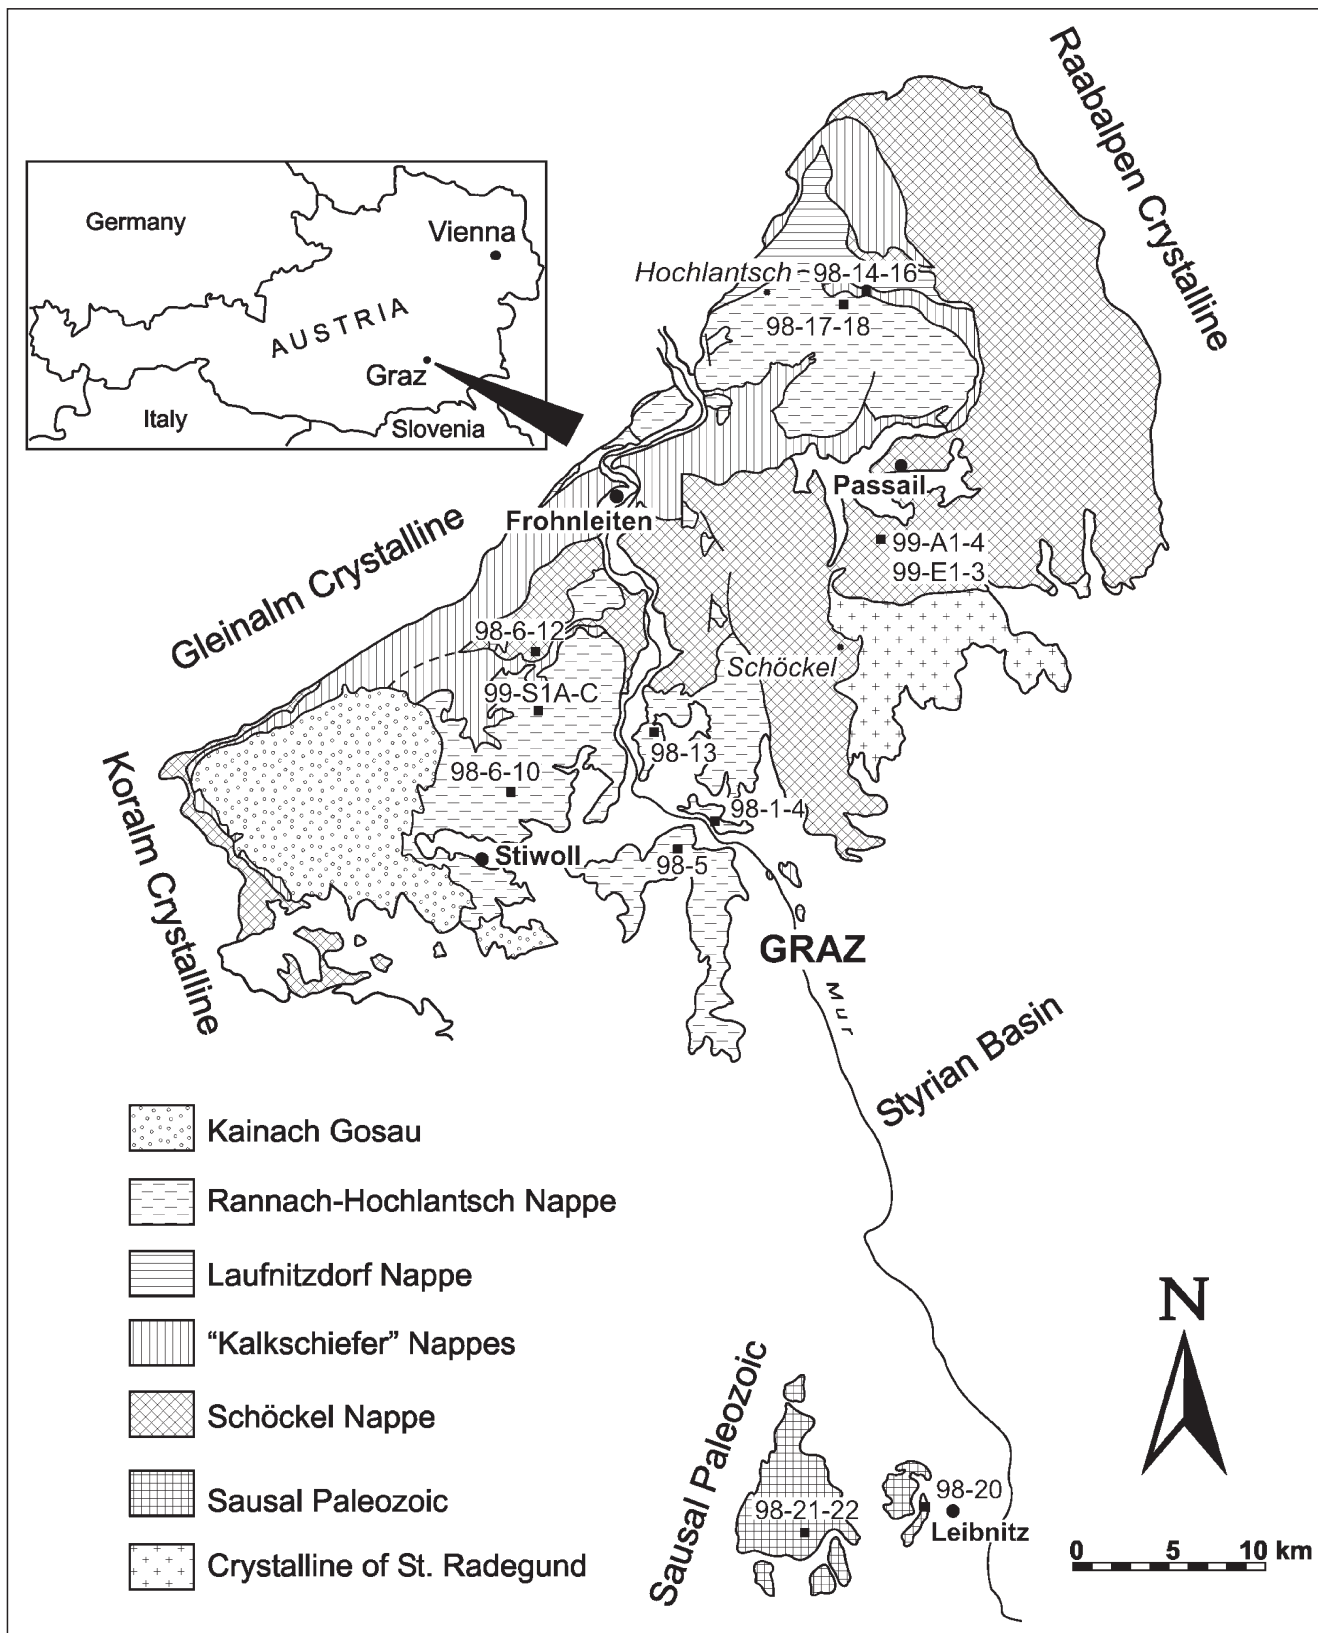 Raabalpen Crystalline
Germany
Vienna
AUSTRIA
Graz
Italy
Slovenia
Hochlantsch
98-14-16
98-17-18
Passail
Frohnleiten
99-A1-4
99-E1-3
Gleinalm Crystalline
98-6-12
Schöckel
99-S1A-C
98-13
98-6-10
98-1-4
Koralm Crystalline
Stiwoll
98-5
GRAZ
Mur
Styrian Basin
Kainach Gosau
Rannach-Hochlantsch Nappe
Laufnitzdorf Nappe
“Kalkschiefer” Nappes
Schöckel Nappe
Sausal Paleozoic
Crystalline of St. Radegund
N
Sausal Paleozoic
98-21-22
98-20
Leibnitz
0 5 10 km